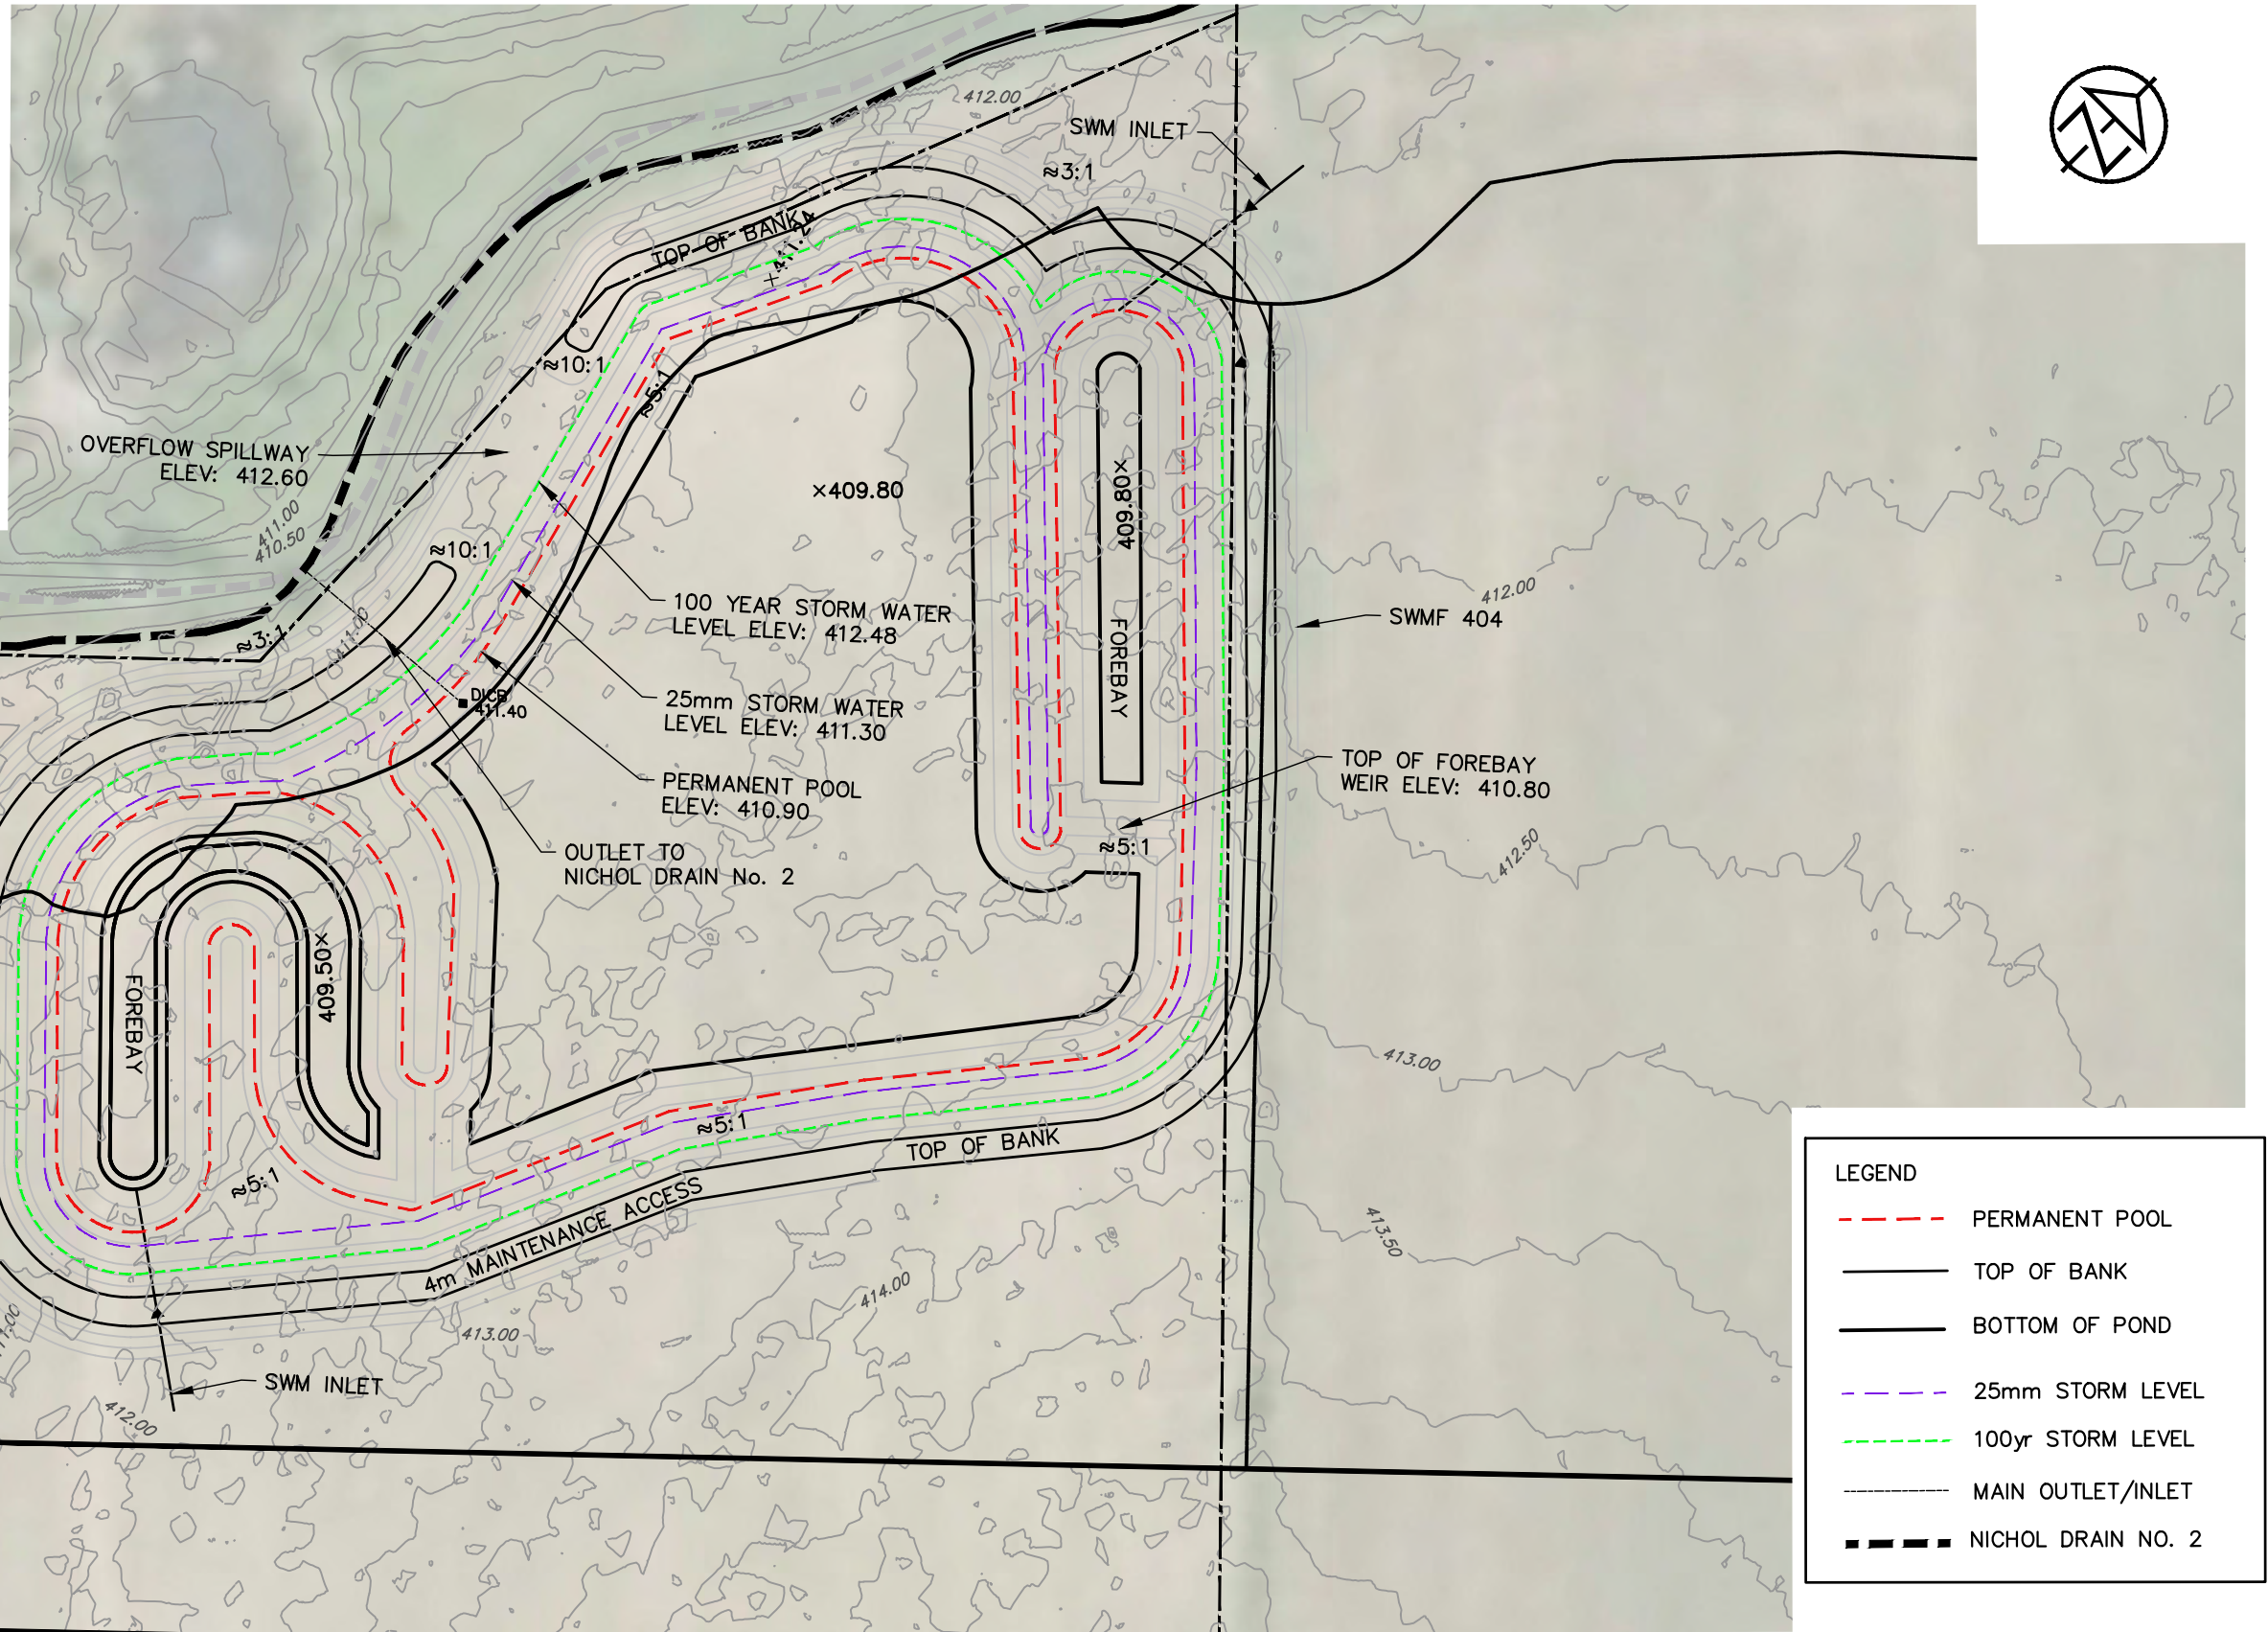 412.00
SWM INLET
≈3:1
TOP OF BANK
+411.24
≈10:1
≈5:1
OVERFLOW SPILLWAY
ELEV: 412.60
×409.80
×409.80
411.00
410.50
≈10:1
412.00
100 YEAR STORM WATER
LEVEL ELEV: 412.48
FOREBAY
SWMF 404
≈3:1
411.00
DICB
411.40
25mm STORM WATER
LEVEL ELEV: 411.30
TOP OF FOREBAY
WEIR ELEV: 410.80
PERMANENT POOL
ELEV: 410.90
≈5:1
412.50
OUTLET TO
NICHOL DRAIN No. 2
×409.50
FOREBAY
413.00
≈5:1
TOP OF BANK
≈5:1
4m MAINTENANCE ACCESS
413.50
414.00
413.00
SWM INLET
412.00
LEGEND
PERMANENT POOL
TOP OF BANK
BOTTOM OF POND
25mm STORM LEVEL
100yr STORM LEVEL
MAIN OUTLET/INLET
NICHOL DRAIN NO. 2